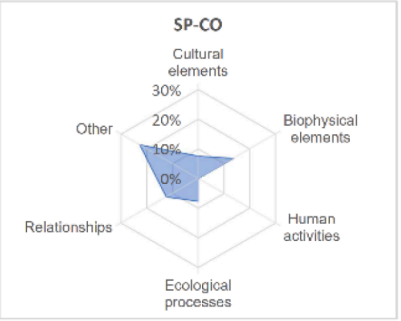 SP-CO
Cultural
elements
30%
Biophysical
elements
20%
Other
10%
0%
Human
activities
Relationships
Ecological
processes